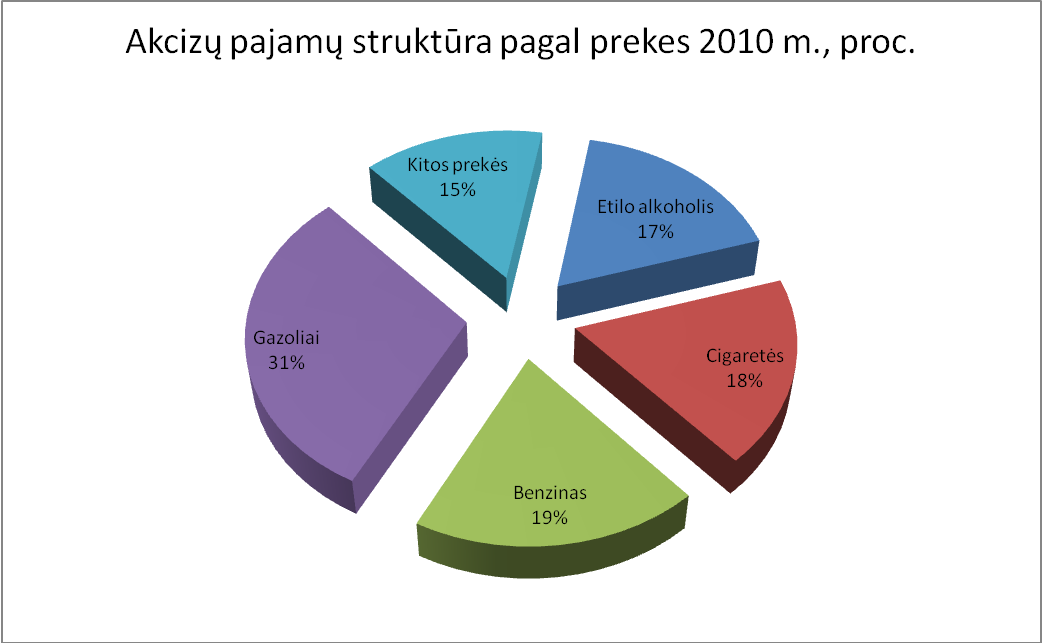 Akcizų pajamų struktūra pagal prekes 2010 m., proc.
Kitos prekės
15%
Etilo alkoholis
17%
Gazoliai
31%
Cigaretės
18%
Benzinas
19%